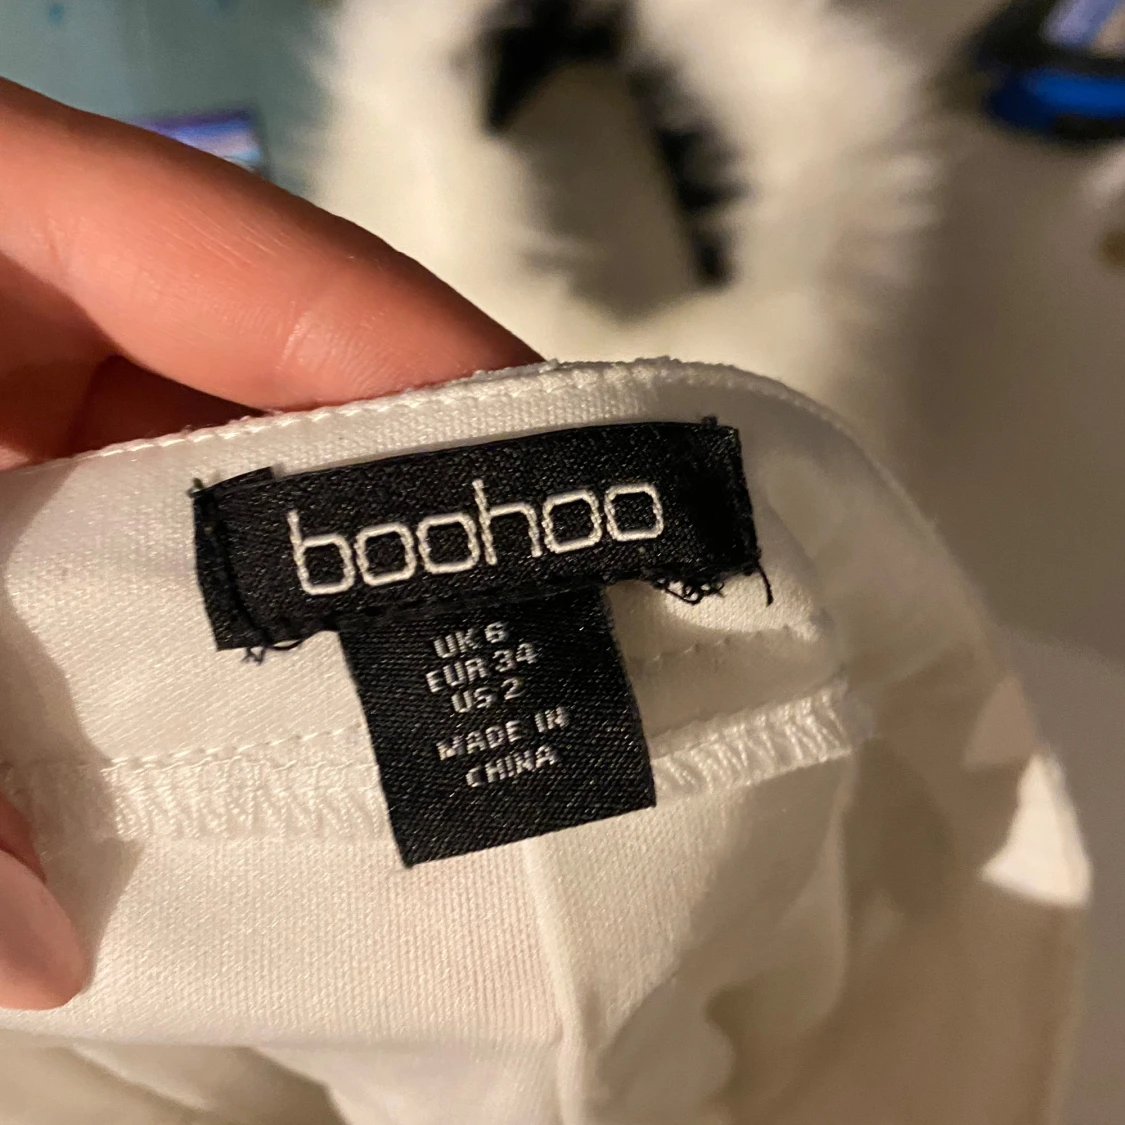 boohoo
UK 6
EUR 34
US 2
MADE IN
CHINA